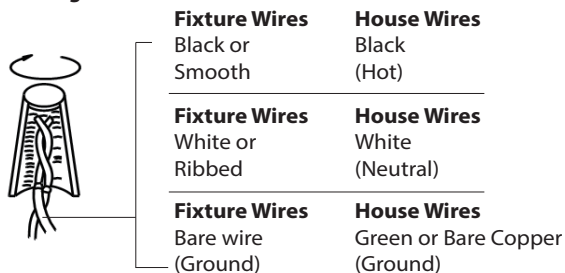 Fixture Wires House Wires
Black or Black
Smooth (Hot)
Fixture Wires House Wires
White or White
Ribbed (Neutral)
Fixture Wires House Wires
Bare wire Green or Bare Copper
(Ground) (Ground)